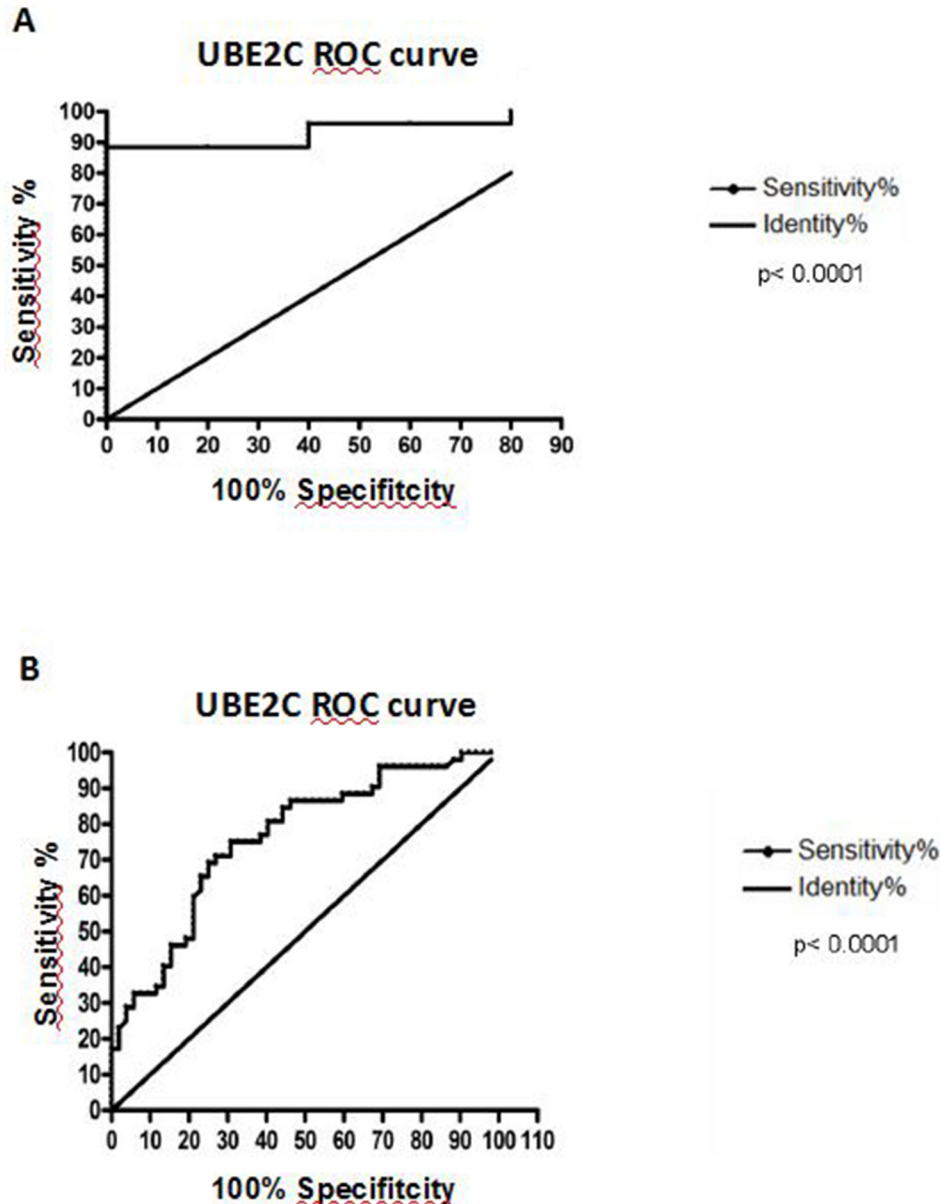 A
UBE2C ROC curve
100
90
80
70
60
50
40
30
20
10
0
Sensitivity %
0 10 20 30 40 50 60 70 80 90
100% Specifitcity
Sensitivity%
Identity%
p< 0.0001
B
UBE2C ROC curve
100
90
80
70
60
50
40
30
20
10
0
Sensitivity %
0 10 20 30 40 50 60 70 80 90 100 110
100% Specifitcity
Sensitivity%
Identity%
p< 0.0001